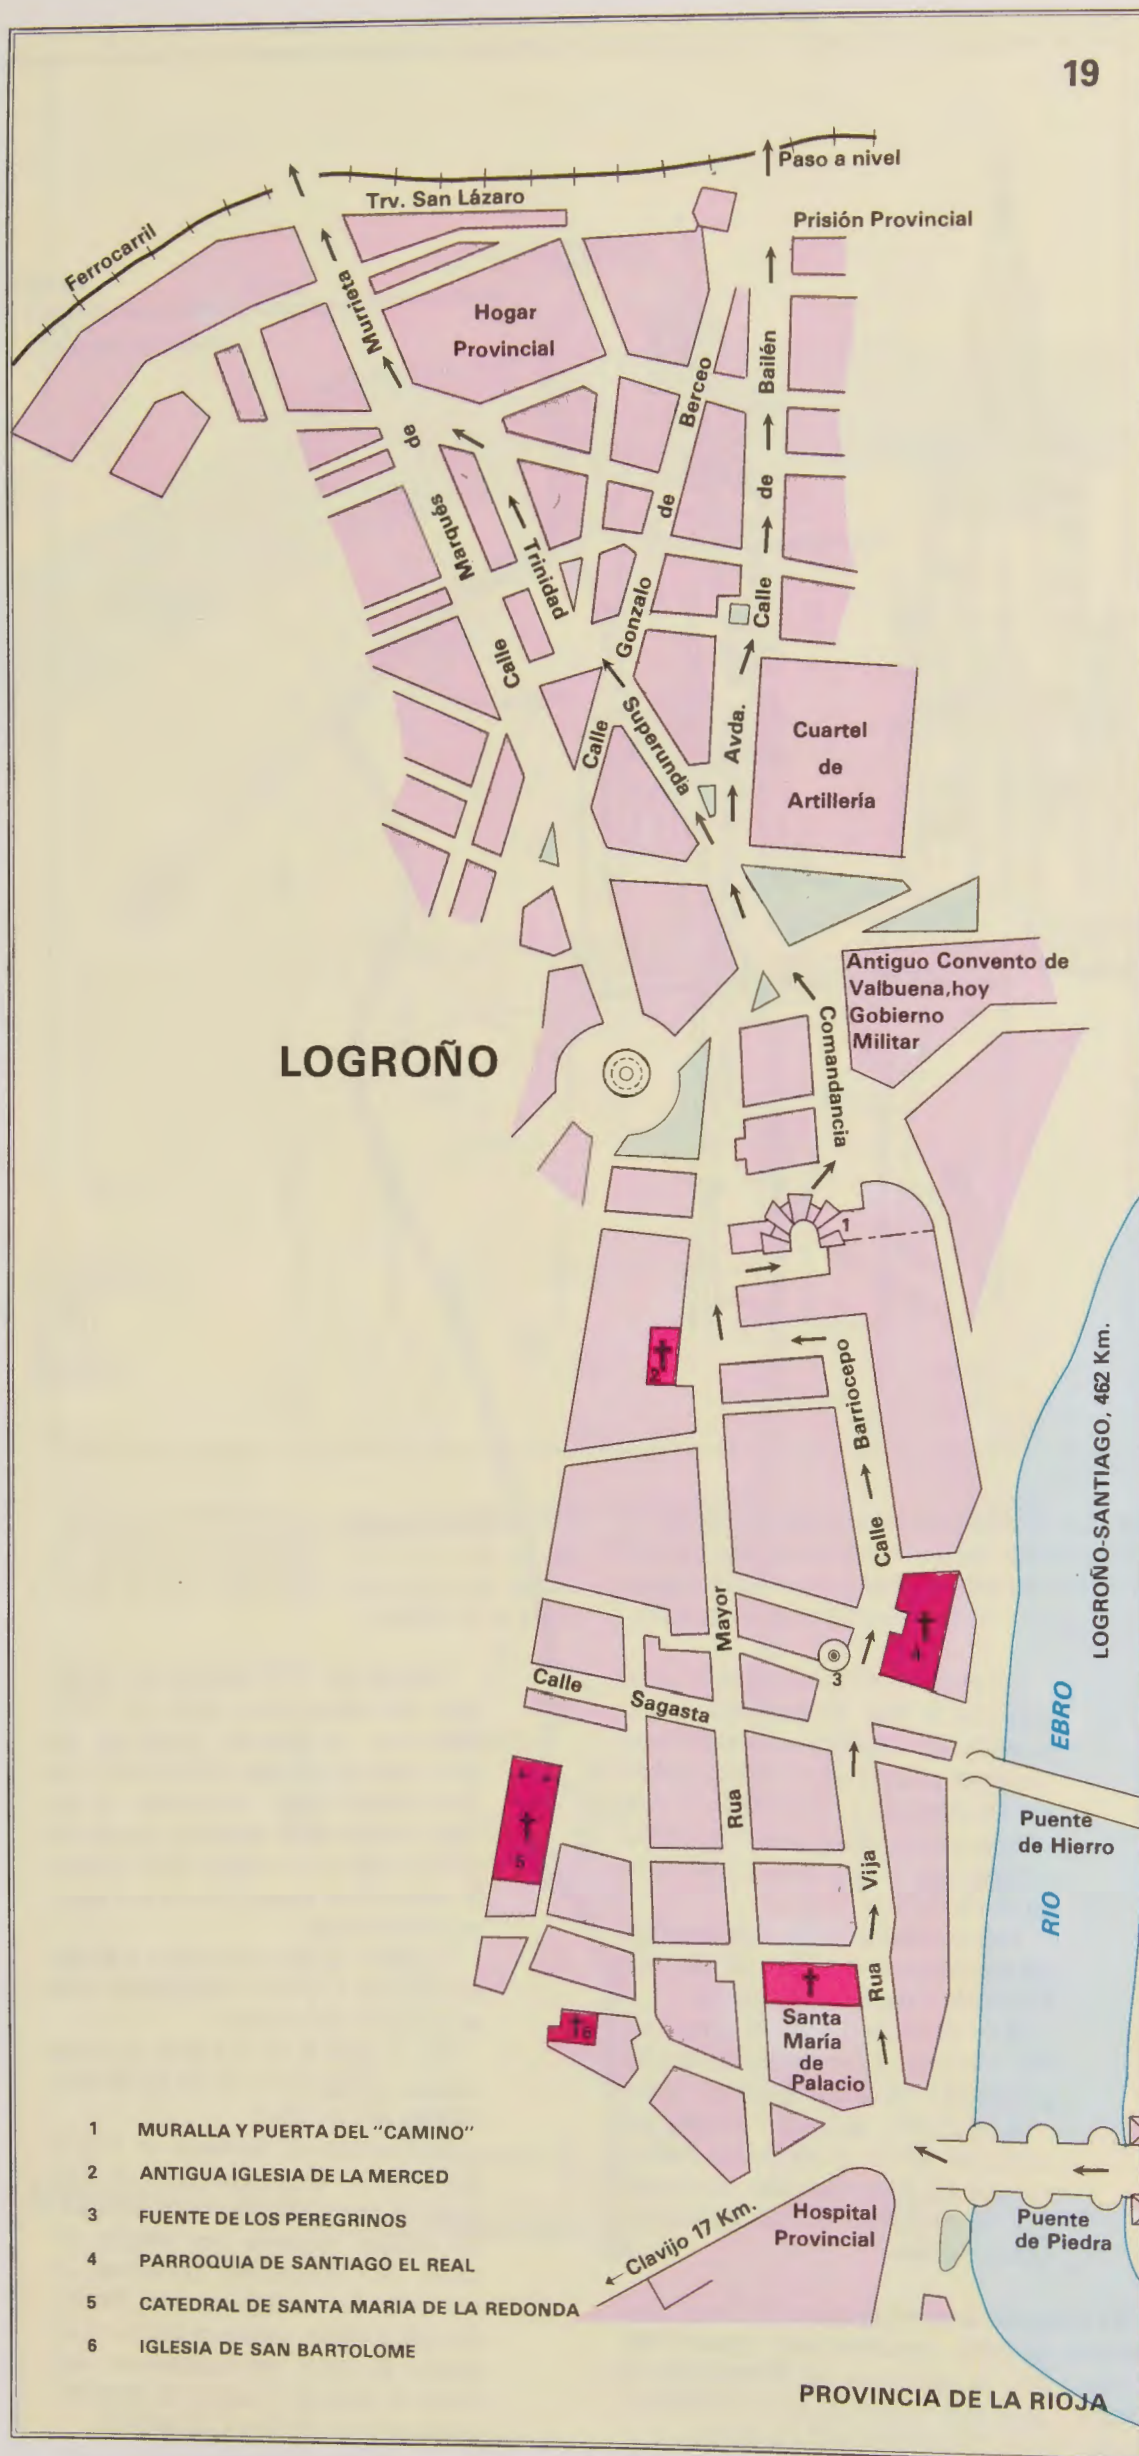 19
Paso a nivel
Trv. San Lázaro
Prisión Provincial
Ferrocarril
Hogar
Provincial
Calle Marqués de Murrieta
Calle Gonzalo de Berceo
Avda. Calle de Bailén
Trinidad
Superunda
Cuartel
de
Artillería
Antiguo Convento de
Valbuena,hoy
Gobierno
Militar
LOGROÑO
Comandancia
1
2
Calle Barriocepo
LOGROÑO-SANTIAGO, 462 Km.
4
3
Rua Mayor
Calle Sagasta
RIO EBRO
Puente
de Hierro
5
Rua Vija
Santa
María
de
Palacio
6
1 MURALLA Y PUERTA DEL "CAMINO"
2 ANTIGUA IGLESIA DE LA MERCED
3 FUENTE DE LOS PEREGRINOS
4 PARROQUIA DE SANTIAGO EL REAL
5 CATEDRAL DE SANTA MARIA DE LA REDONDA
6 IGLESIA DE SAN BARTOLOME
Clavijo 17 Km.
Hospital
Provincial
Puente
de Piedra
PROVINCIA DE LA RIOJA